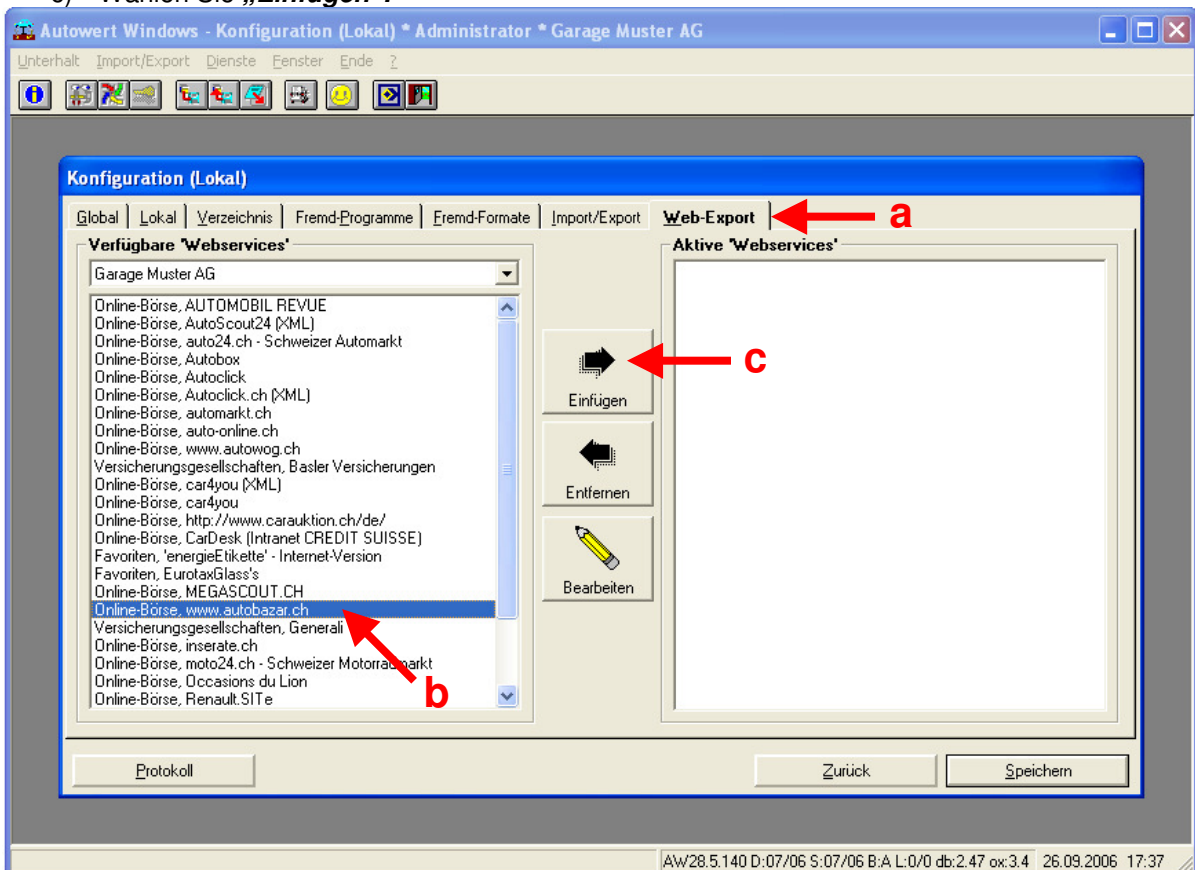 c) Wählen Sie „Einfügen“.
Autowert Windows - Konfiguration (Lokal) * Administrator * Garage Muster AG
Unterhalt Import/Export Dienste Fenster Ende ?
Konfiguration (Lokal)
Global Lokal Verzeichnis Fremd-Programme Fremd-Formate Import/Export Web-Export a
Verfügbare 'Webservices' Aktive 'Webservices'
Garage Muster AG
Online-Börse, AUTOMOBIL REVUE
Online-Börse, AutoScout24 (XML)
Online-Börse, auto24.ch - Schweizer Automarkt
Online-Börse, Autobox
Online-Börse, Autoclick
Online-Börse, Autoclick.ch (XML)
Online-Börse, automarkt.ch
Online-Börse, auto-online.ch
Online-Börse, www.autowog.ch
Versicherungsgesellschaften, Basler Versicherungen
Online-Börse, car4you (XML)
Online-Börse, car4you
Online-Börse, http://www.carauktion.ch/de/
Online-Börse, CarDesk (Intranet CREDIT SUISSE)
Favoriten, 'energieEtikette' - Internet-Version
Favoriten, EurotaxGlass's
Online-Börse, MEGASCOUT.CH
Online-Börse, www.autobazar.ch
Versicherungsgesellschaften, Generali
Online-Börse, inserate.ch
Online-Börse, moto24.ch - Schweizer Motorradmarkt
Online-Börse, Occasions du Lion
Online-Börse, Renault.SITe
b
c
Einfügen
Entfernen
Bearbeiten
Protokoll Zurück Speichern
AW28.5.140 D:07/06 S:07/06 B:A L:0/0 db:2.47 ox:3.4 26.09.2006 17:37